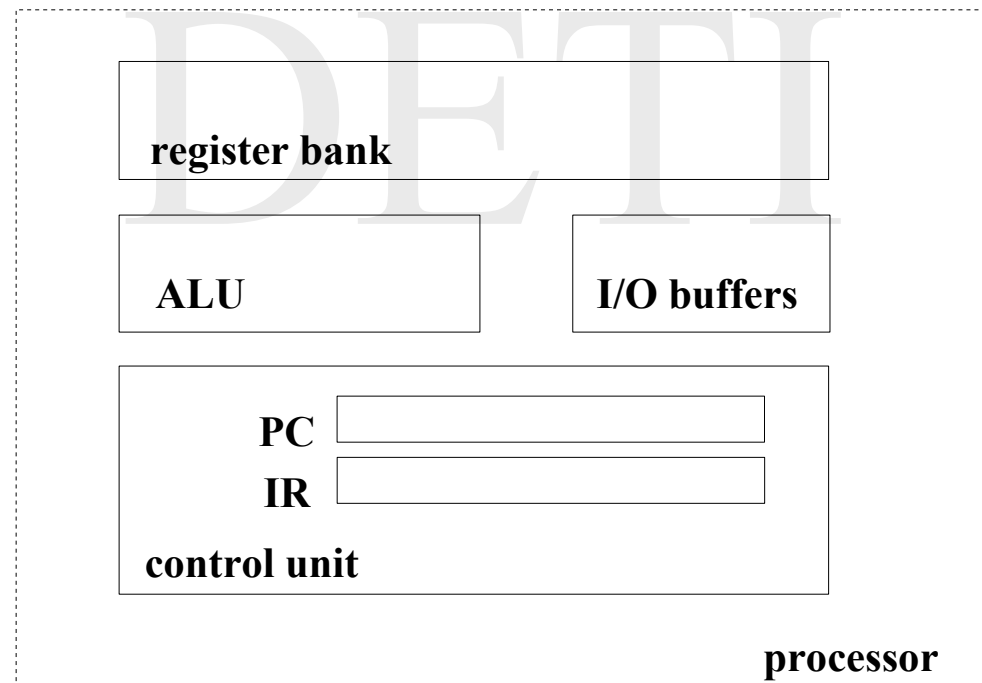 DETI
register bank
ALU
I/O buffers
PC
IR
control unit
processor